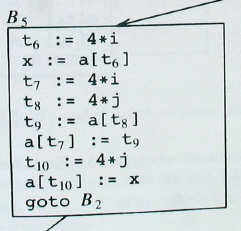 B5
t6 := 4*i
x := a[t6]
t7 := 4*i
t8 := 4*j
t9 := a[t8]
a[t7] := t9
t10 := 4*j
a[t10] := x
goto B2